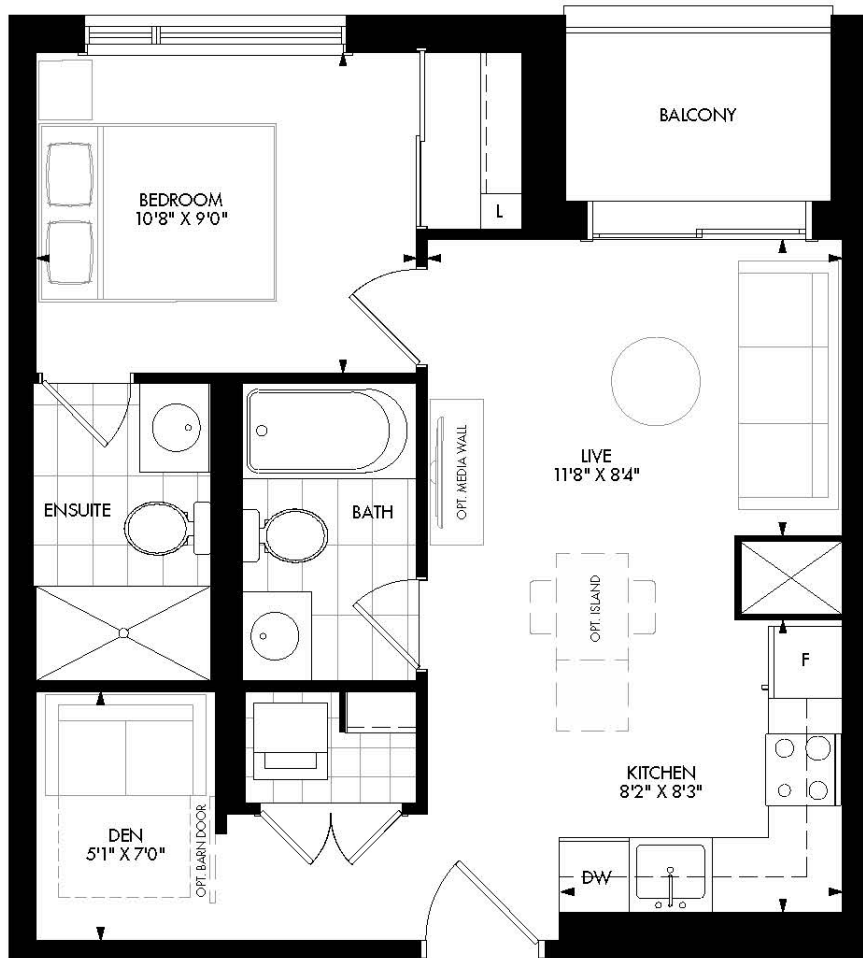 BALCONY
BEDROOM
10'8" X 9'0"
L
OPT. MEDIA WALL
LIVE
11'8" X 8'4"
ENSUITE
BATH
OPT. ISLAND
F
KITCHEN
8'2" X 8'3"
DEN
5'1" X 7'0"
OPT. BARN DOOR
DW